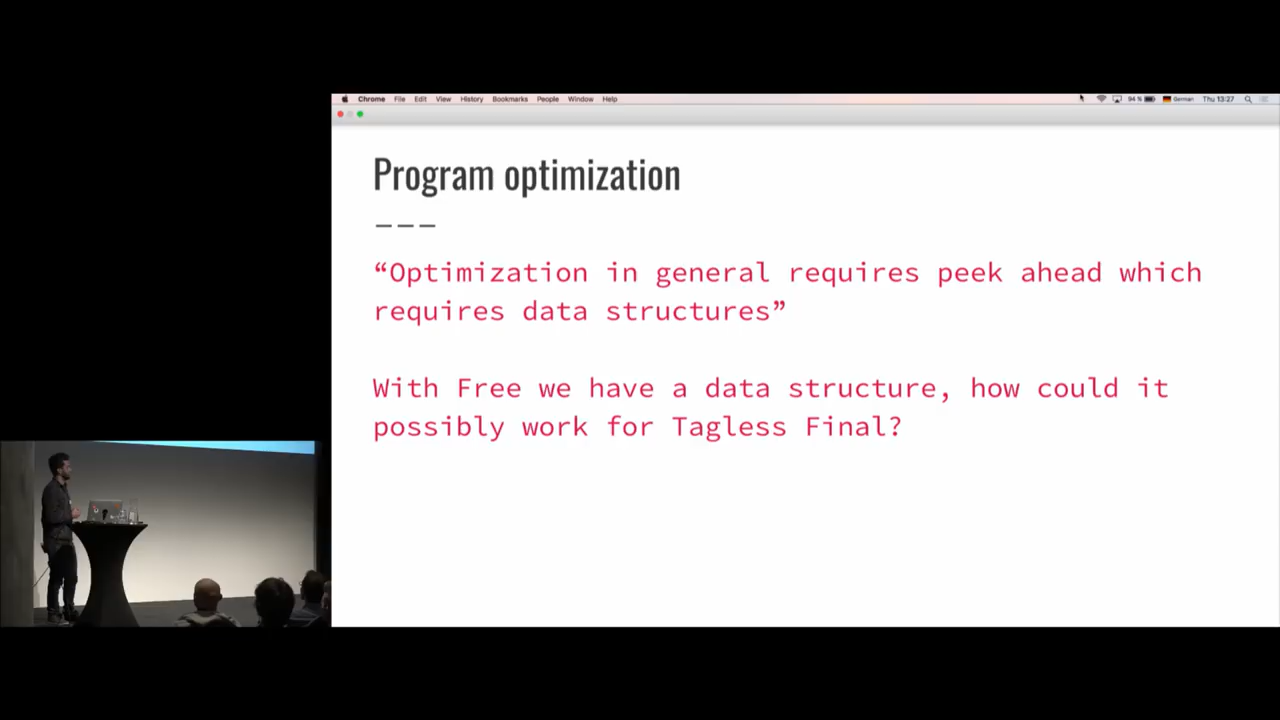 Chrome File Edit View History Bookmarks People Window Help 94 % German Thu 13:27
Program optimization
“Optimization in general requires peek ahead which
requires data structures”
With Free we have a data structure, how could it
possibly work for Tagless Final?